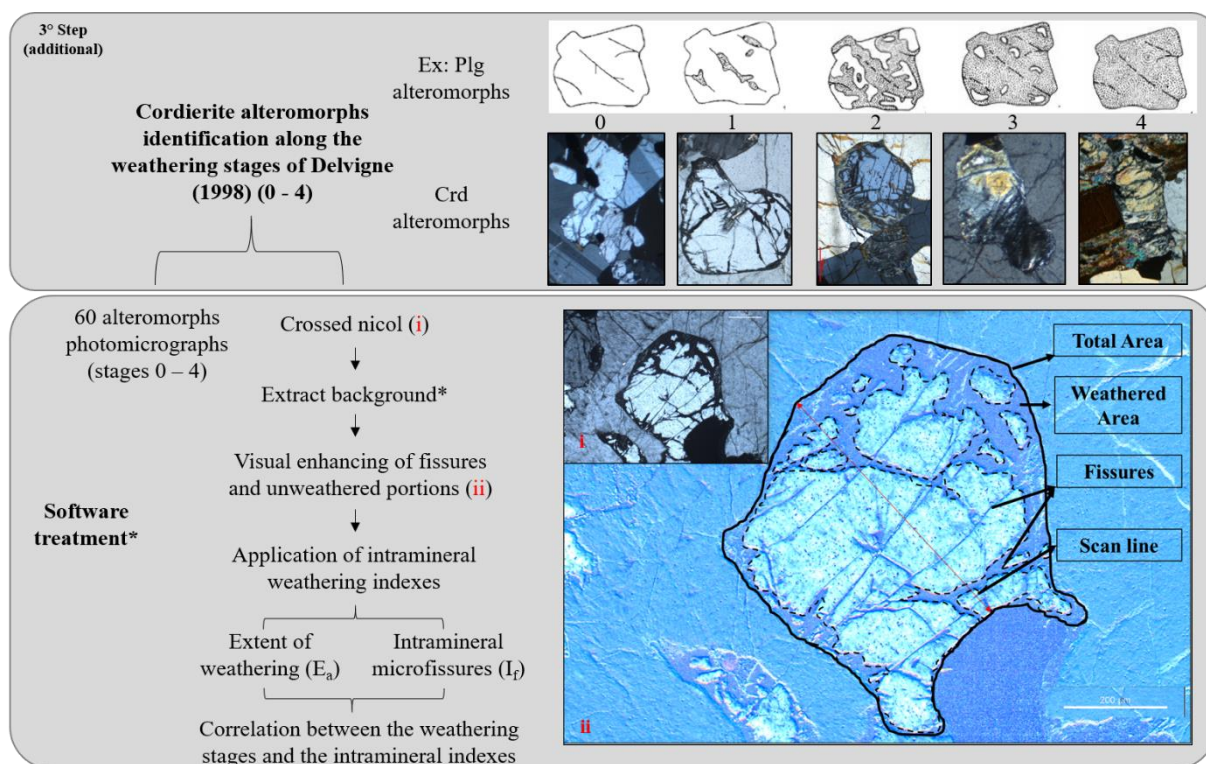 3° Step
(additional)
Cordierite alteromorphs
identification along the
weathering stages of Delvigne
(1998) (0 - 4)
Ex: Plg
alteromorphs
0 1 2 3 4
Crd
alteromorphs
60 alteromorphs
photomicrographs
(stages 0 – 4)
Software
treatment*
Crossed nicol (i)
Extract background*
Visual enhancing of fissures
and unweathered portions (ii)
Application of intramineral
weathering indexes
Extent of
weathering (Ea)
Intramineral
microfissures (If)
Correlation between the weathering
stages and the intramineral indexes
i
Total Area
Weathered
Area
Fissures
Scan line
200 µm
ii